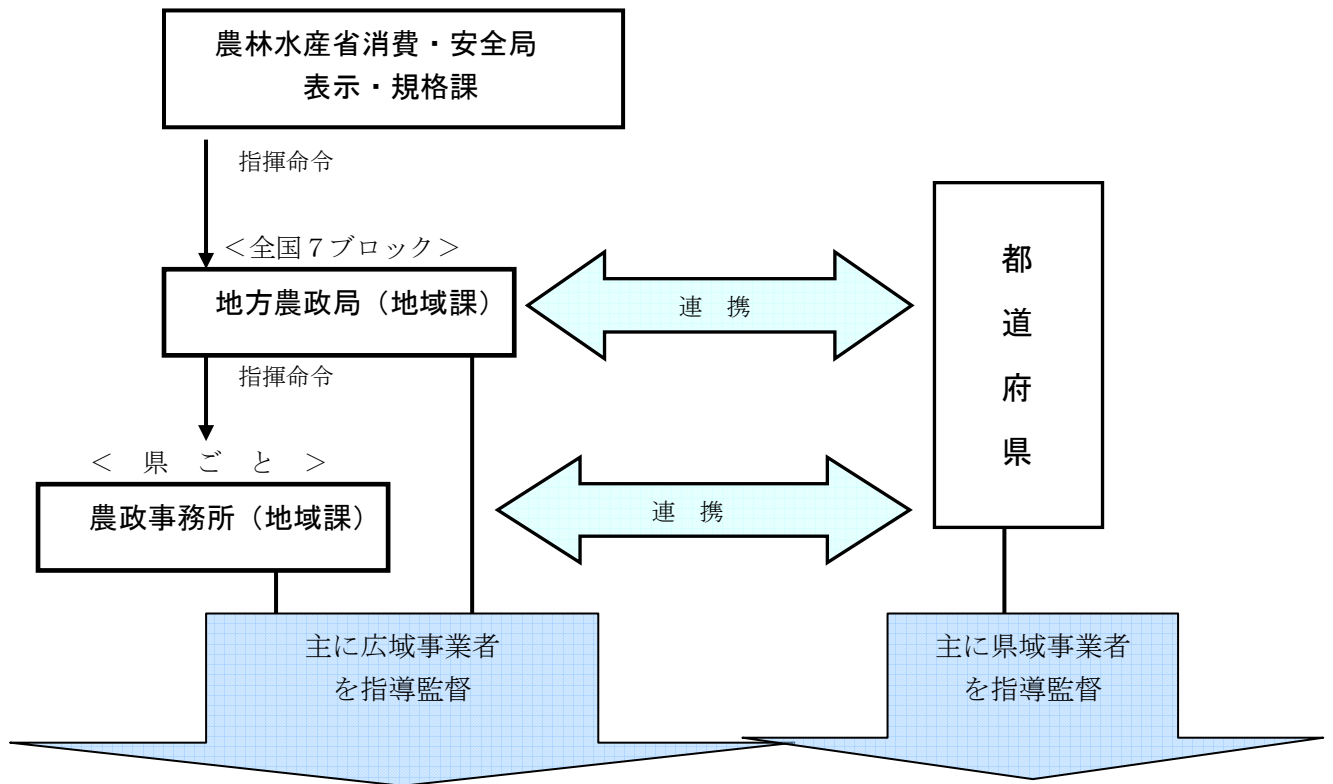 農林水産省消費・安全局
表示・規格課
指揮命令
＜全国７ブロック＞
地方農政局（地域課）
連　携
都
道
府
県
指揮命令
＜　県　ご　と　＞
農政事務所（地域課）
連　携
主に広域事業者
を指導監督
主に県域事業者
を指導監督